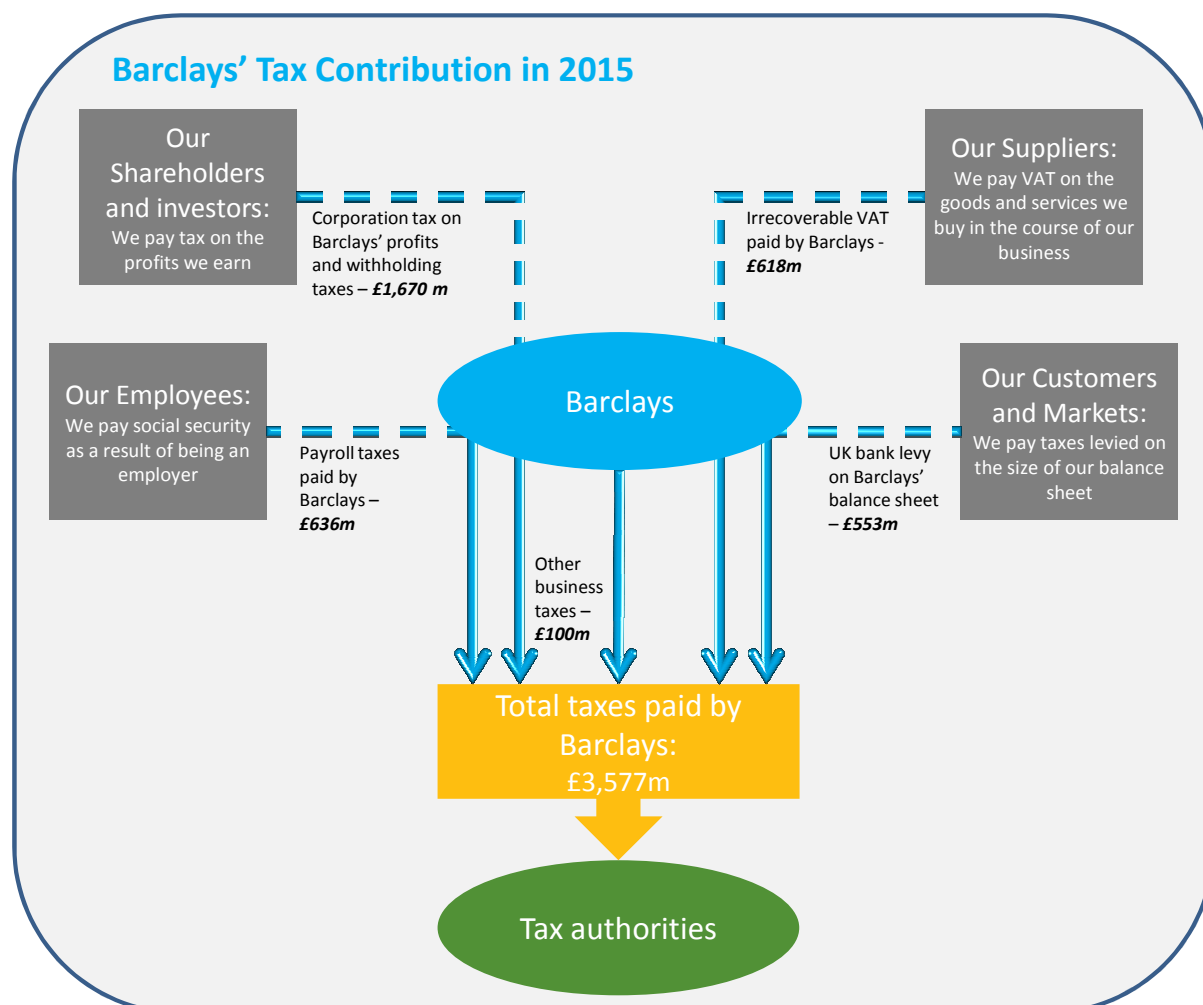 Barclays’ Tax Contribution in 2015
Our
Shareholders
and investors:
We pay tax on the
profits we earn
Corporation tax on
Barclays’ profits
and withholding
taxes – £1,670 m
Irrecoverable VAT
paid by Barclays -
£618m
Our Suppliers:
We pay VAT on the
goods and services we
buy in the course of our
business
Our Employees:
We pay social security
as a result of being an
employer
Payroll taxes
paid by
Barclays –
£636m
Barclays
UK bank levy
on Barclays’
balance sheet
– £553m
Our Customers
and Markets:
We pay taxes levied on
the size of our balance
sheet
Other
business
taxes –
£100m
Total taxes paid by
Barclays:
£3,577m
Tax authorities